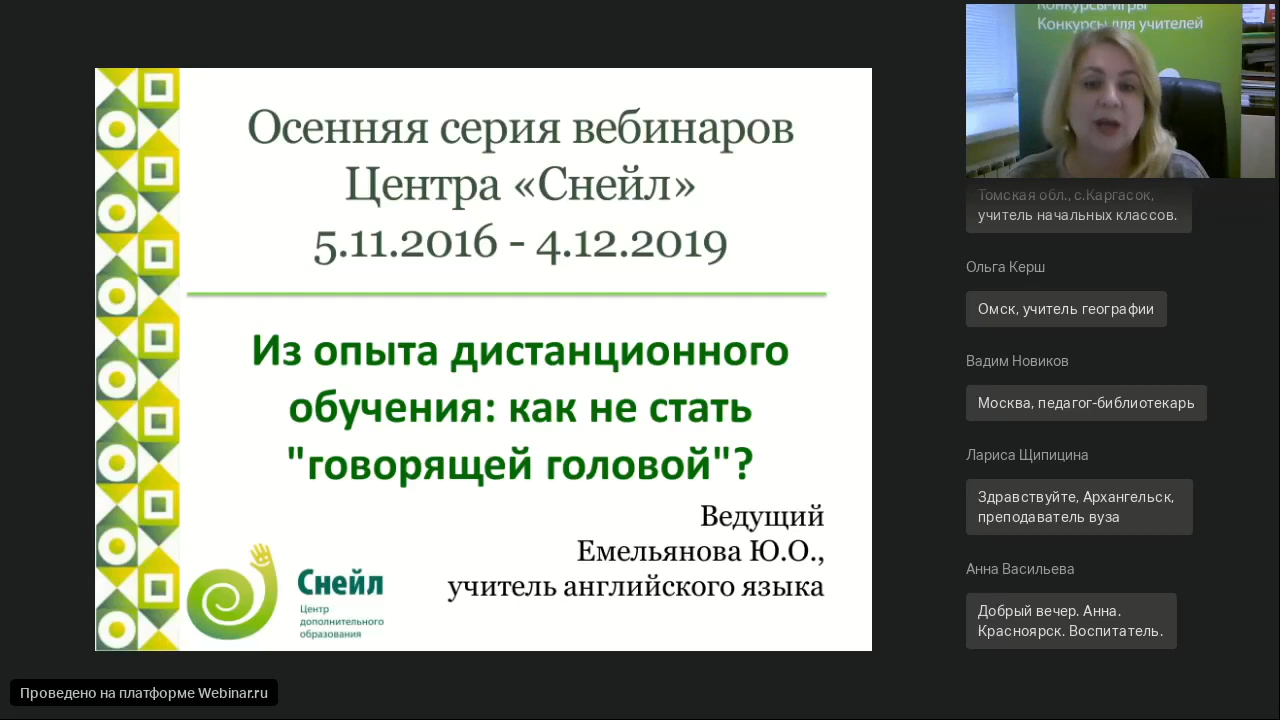 Осенняя серия вебинаров
Центра «Снейл»
5.11.2016 - 4.12.2019
Из опыта дистанционного
обучения: как не стать
"говорящей головой"?
Ведущий
Емельянова Ю.О.,
учитель английского языка
Снейл
Центр
дополнительного
образования
Проведено на платформе Webinar.ru
Конкурсы-игры
Конкурсы для учителей
Томская обл., с.Каргасок,
учитель начальных классов.
Ольга Керш
Омск, учитель географии
Вадим Новиков
Москва, педагог-библиотекарь
Лариса Щипицина
Здравствуйте, Архангельск,
преподаватель вуза
Анна Васильева
Добрый вечер. Анна.
Красноярск. Воспитатель.